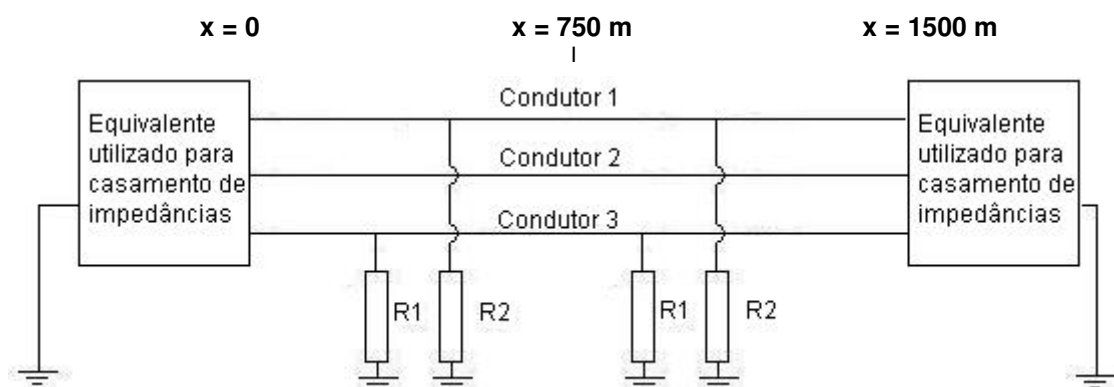 x = 0
x = 750 m
x = 1500 m
Equivalente
utilizado para
casamento de
impedâncias
Condutor 1
Condutor 2
Condutor 3
Equivalente
utilizado para
casamento de
impedâncias
R1
R2
R1
R2